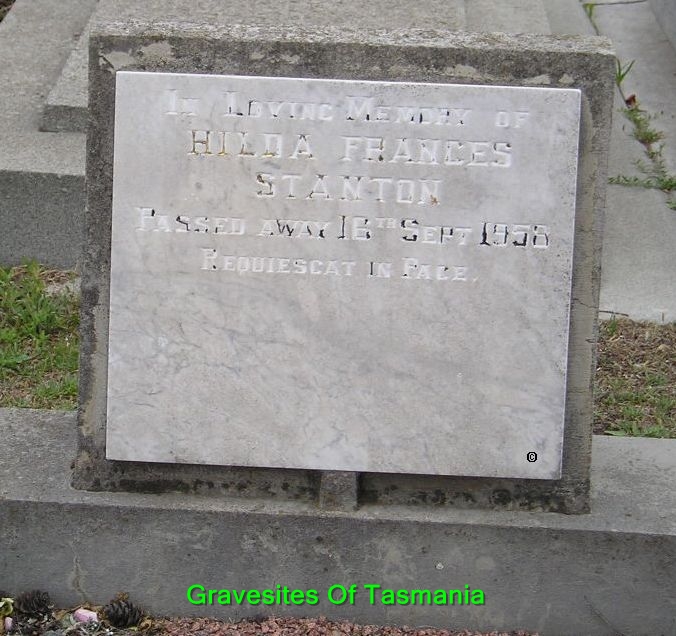 In Loving Memory of
HILDA FRANCES
STANTON
Passed away 16th Sept 1958
Requiescat in Pace.
©
Gravesites Of Tasmania